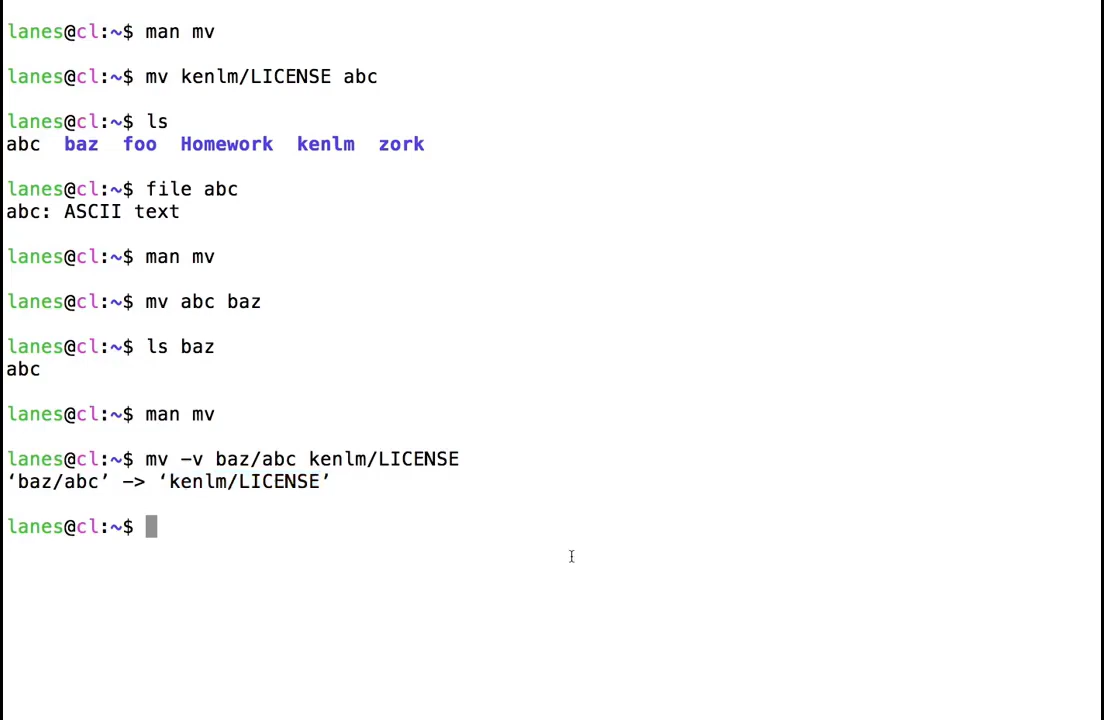 lanes@cl:~$ man mv
lanes@cl:~$ mv kenlm/LICENSE abc
lanes@cl:~$ ls
abc  baz  foo  Homework  kenlm  zork
lanes@cl:~$ file abc
abc: ASCII text
lanes@cl:~$ man mv
lanes@cl:~$ mv abc baz
lanes@cl:~$ ls baz
abc
lanes@cl:~$ man mv
lanes@cl:~$ mv -v baz/abc kenlm/LICENSE
‘baz/abc’ -> ‘kenlm/LICENSE’
lanes@cl:~$